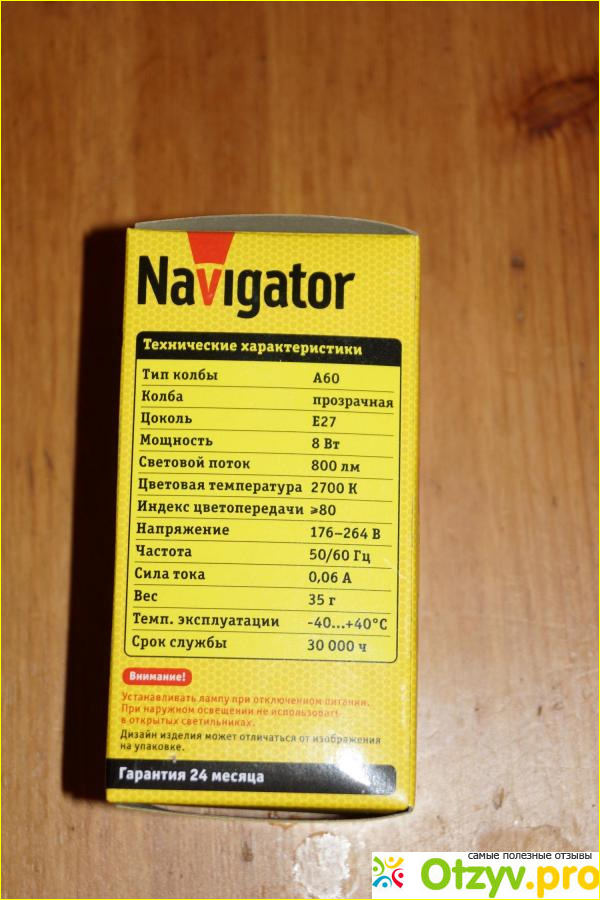 Navigator
Технические характеристики
Тип колбы A60
Колба прозрачная
Цоколь E27
Мощность 8 Вт
Световой поток 800 лм
Цветовая температура 2700 К
Индекс цветопередачи ⩾80
Напряжение 176–264 В
Частота 50/60 Гц
Сила тока 0,06 А
Вес 35 г
Темп. эксплуатации -40...+40°C
Срок службы 30 000 ч
Внимание!
Устанавливать лампу при отключенном питании.
При наружном освещении не использовать
в открытых светильниках.
Дизайн изделия может отличаться от изображения
на упаковке.
Гарантия 24 месяца
самые полезные отзывы
Otzyv.pro